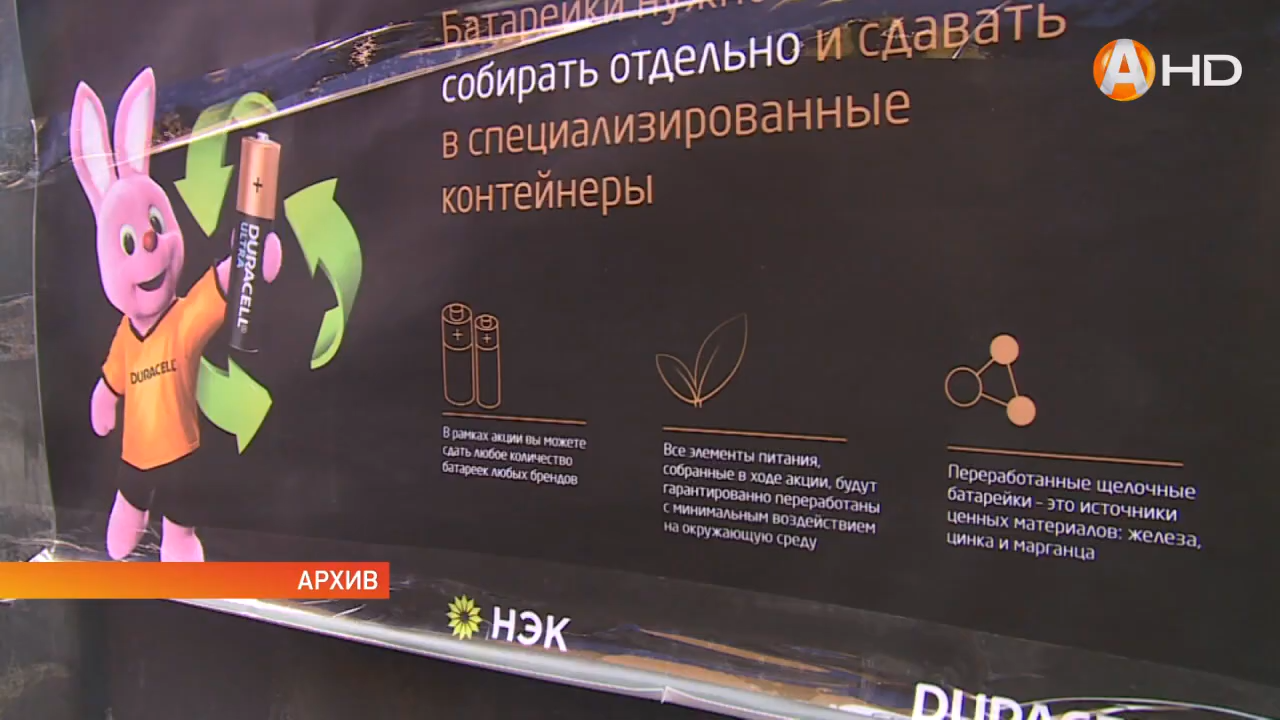 Батарейки нужно
собирать отдельно и сдавать
в специализированные
контейнеры
A HD
DURACELL
ULTRA
DURACELL
В рамках акции вы можете
сдать любое количество
батареек любых брендов
Все элементы питания,
собранные в ходе акции, будут
гарантированно переработаны
с минимальным воздействием
на окружающую среду
Переработанные щелочные
батарейки – это источники
ценных материалов: железа,
цинка и марганца
АРХИВ
НЭК